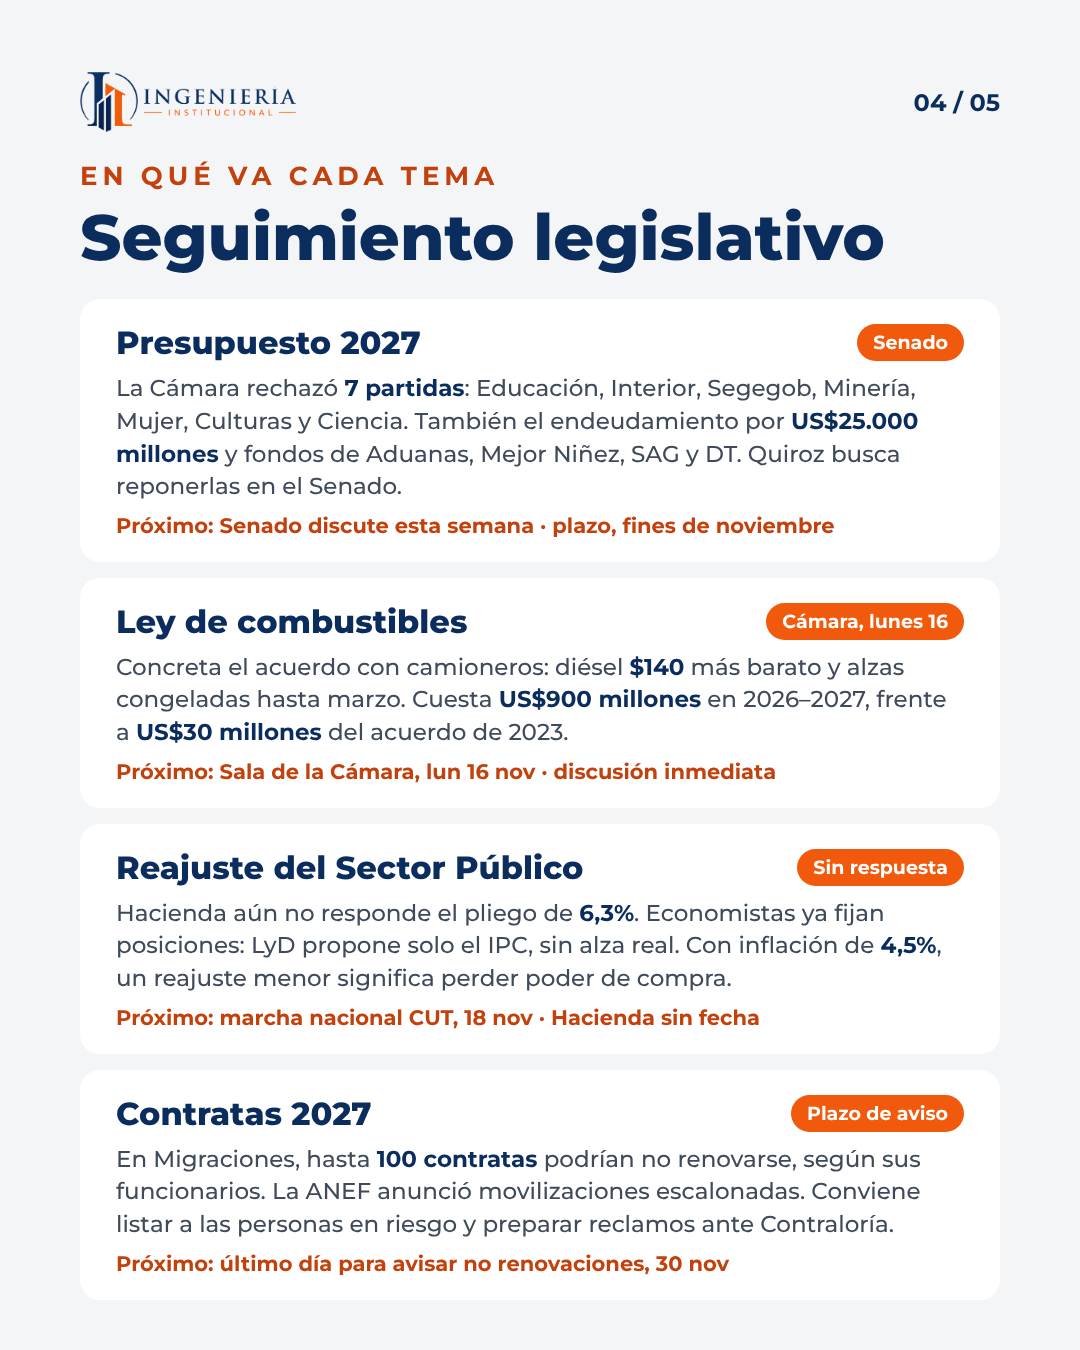 INGENIERIA
INSTITUCIONAL
04 / 05
EN QUÉ VA CADA TEMA
Seguimiento legislativo
Presupuesto 2027
Senado
La Cámara rechazó 7 partidas: Educación, Interior, Segegob, Minería,
Mujer, Culturas y Ciencia. También el endeudamiento por US$25.000
millones y fondos de Aduanas, Mejor Niñez, SAG y DT. Quiroz busca
reponerlas en el Senado.
Próximo: Senado discute esta semana · plazo, fines de noviembre
Ley de combustibles
Cámara, lunes 16
Concreta el acuerdo con camioneros: diésel $140 más barato y alzas
congeladas hasta marzo. Cuesta US$900 millones en 2026–2027, frente
a US$30 millones del acuerdo de 2023.
Próximo: Sala de la Cámara, lun 16 nov · discusión inmediata
Reajuste del Sector Público
Sin respuesta
Hacienda aún no responde el pliego de 6,3%. Economistas ya fijan
posiciones: LyD propone solo el IPC, sin alza real. Con inflación de 4,5%,
un reajuste menor significa perder poder de compra.
Próximo: marcha nacional CUT, 18 nov · Hacienda sin fecha
Contratas 2027
Plazo de aviso
En Migraciones, hasta 100 contratas podrían no renovarse, según sus
funcionarios. La ANEF anunció movilizaciones escalonadas. Conviene
listar a las personas en riesgo y preparar reclamos ante Contraloría.
Próximo: último día para avisar no renovaciones, 30 nov